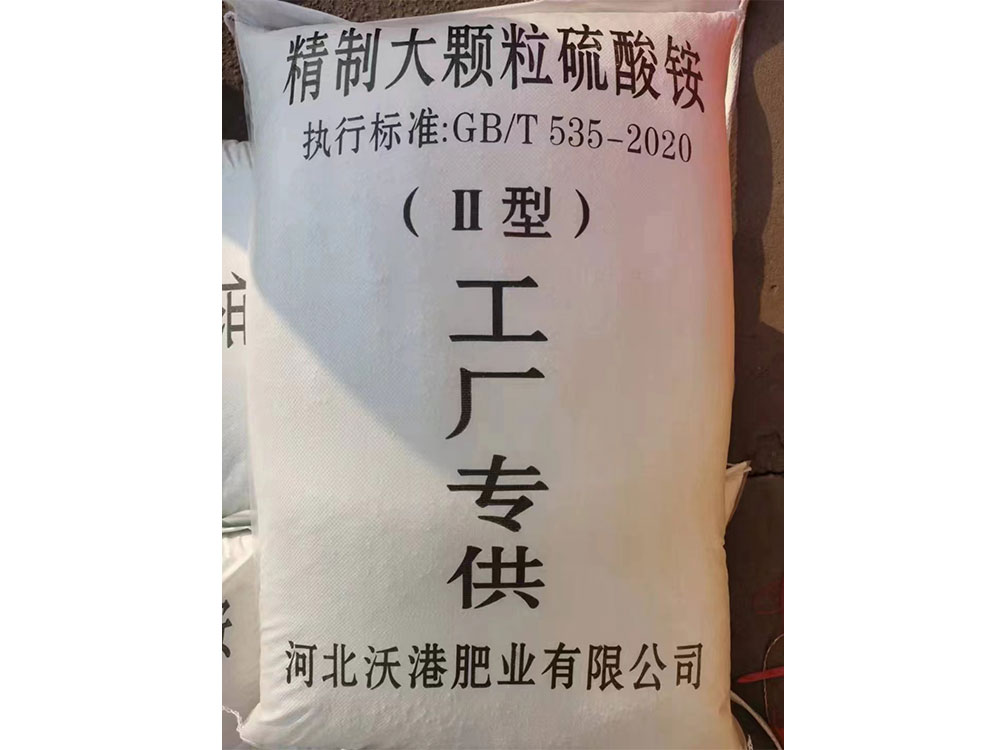 精制大颗粒硫酸铵
执行标准:GB/T 535-2020
(Ⅱ型)
工厂专供
河北沃港肥业有限公司